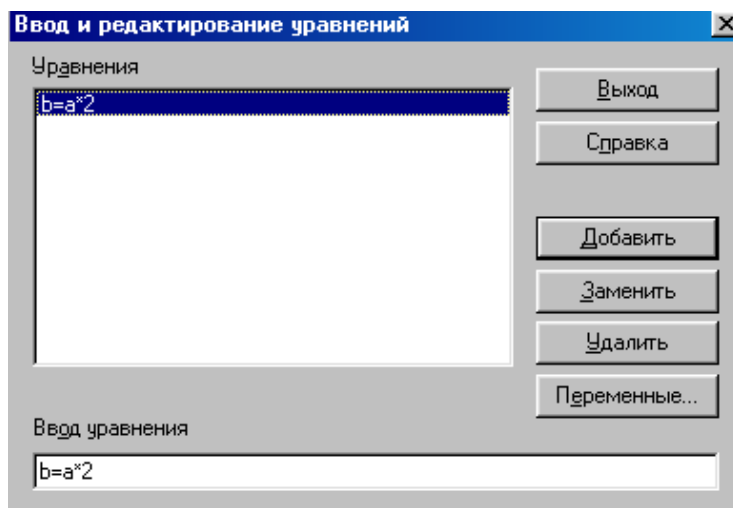 Ввод и редактирование уравнений
Уравнения
b=a*2
Выход
Справка
Добавить
Заменить
Удалить
Переменные...
Ввод уравнения
b=a*2